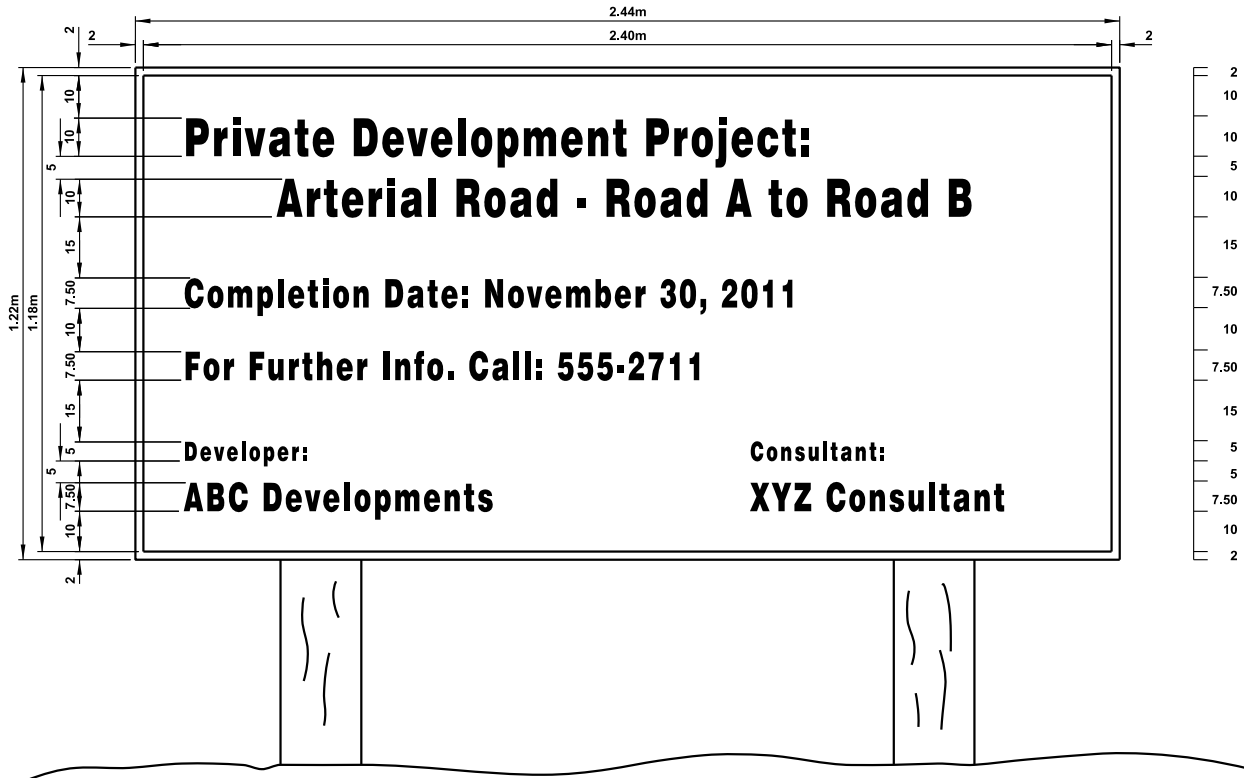 2.44m
2 2 2.40m 2
Private Development Project:
Arterial Road - Road A to Road B
Completion Date: November 30, 2011
For Further Info. Call: 555-2711
Developer: Consultant:
ABC Developments XYZ Consultant
1.22m
1.18m
10
10
5
10
15
7.50
10
7.50
15
5
5
7.50
10
2
2
10
10
5
10
15
7.50
10
7.50
15
5
5
7.50
10
2